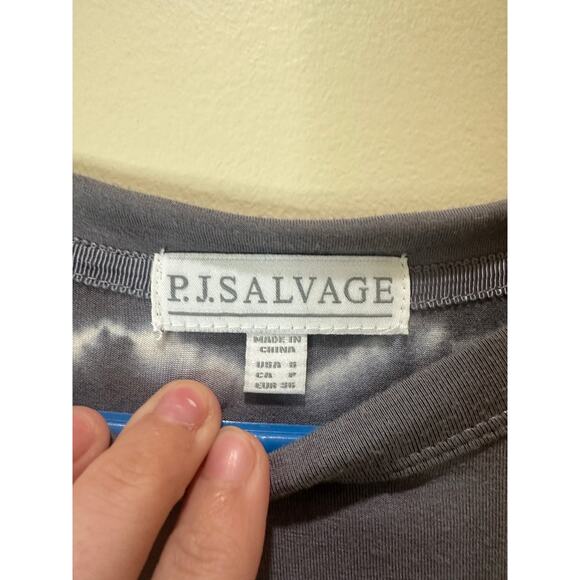 P.J.SALVAGE
MADE IN
CHINA
USA S
CA P
EUR 36